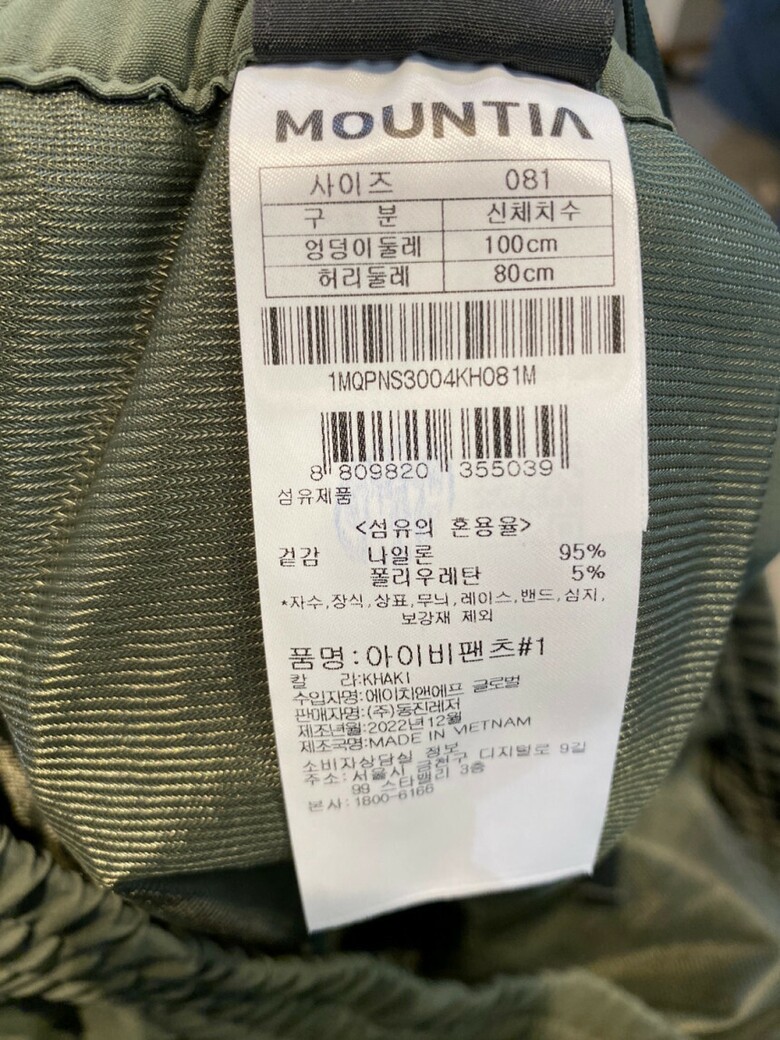 MOUNTIA
사이즈 081
구 분 신체치수
엉덩이둘레 100cm
허리둘레 80cm
1MQPNS3004KH081M
8 809820 355039
섬유제품
<섬유의 혼용율>
겉감 나일론 95%
폴리우레탄 5%
*자수,장식,상표,무늬,레이스,밴드,심지,
보강재 제외
품명:아이비팬츠#1
칼 라:KHAKI
수입자명:에이치앤에프 글로벌
판매자명:(주)동진레저
제조년월:2022년12월
제조국명:MADE IN VIETNAM
소비자상담실 정보
주소:서울시 금천구 디지털로 9길
99 스타밸리 3층
본사:1800-6166